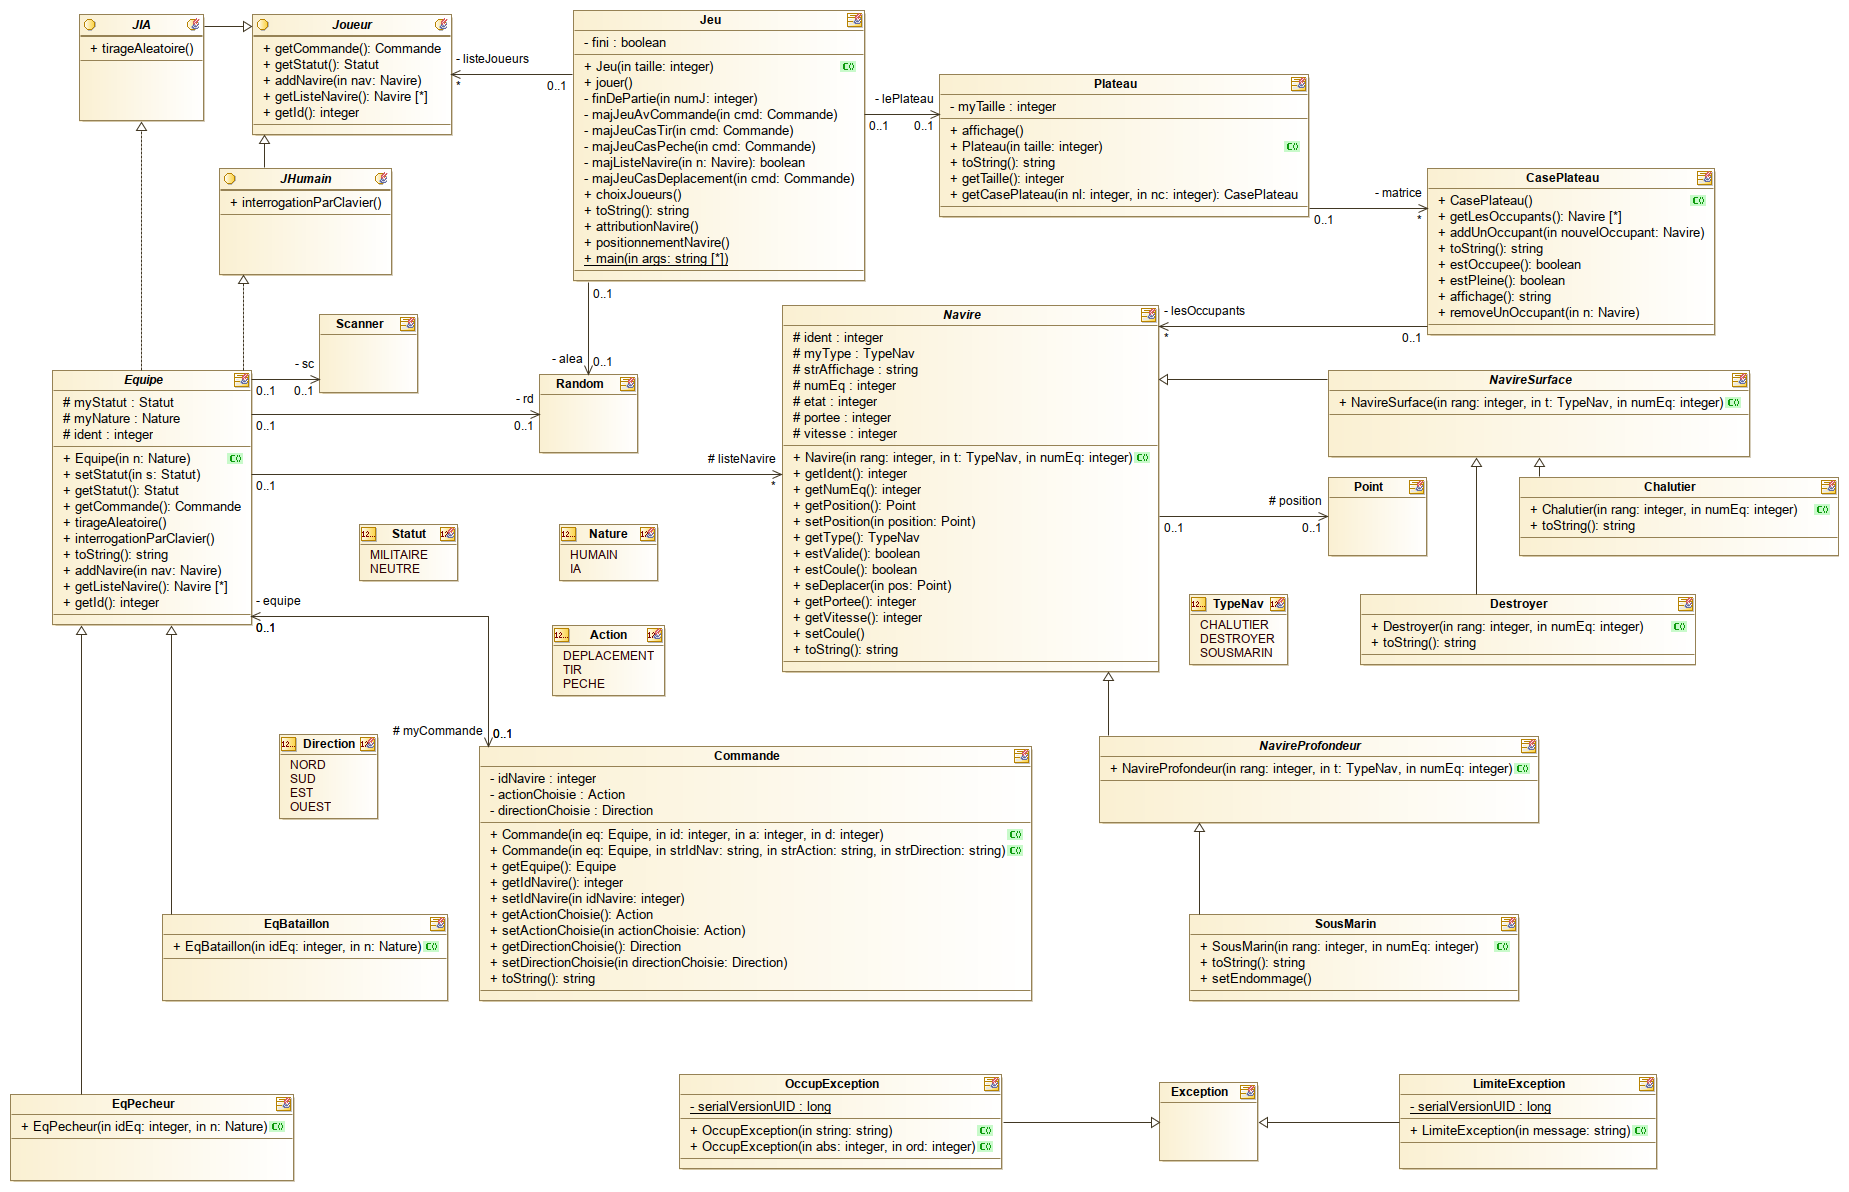 JIA
+ tirageAleatoire()
Joueur
+ getCommande(): Commande
+ getStatut(): Statut
+ addNavire(in nav: Navire)
+ getListeNavire(): Navire [*]
+ getId(): integer
- listeJoueurs
*
0..1
Jeu
- fini : boolean
+ Jeu(in taille: integer)
+ jouer()
- finDePartie(in numJ: integer)
- majJeuAvCommande(in cmd: Commande)
- majJeuCasTir(in cmd: Commande)
- majJeuCasPeche(in cmd: Commande)
- majListeNavire(in n: Navire): boolean
- majJeuCasDeplacement(in cmd: Commande)
+ choixJoueurs()
+ toString(): string
+ attributionNavire()
+ positionnementNavire()
+ main(in args: string [*])
- lePlateau
0..1
0..1
Plateau
- myTaille : integer
+ affichage()
+ Plateau(in taille: integer)
+ toString(): string
+ getTaille(): integer
+ getCasePlateau(in nl: integer, in nc: integer): CasePlateau
- matrice
0..1
*
CasePlateau
+ CasePlateau()
+ getLesOccupants(): Navire [*]
+ addUnOccupant(in nouvelOccupant: Navire)
+ toString(): string
+ estOccupee(): boolean
+ estPleine(): boolean
+ affichage(): string
+ removeUnOccupant(in n: Navire)
JHumain
+ interrogationParClavier()
0..1
- alea
0..1
- lesOccupants
*
0..1
Scanner
- sc
0..1
0..1
Random
- rd
0..1
0..1
Equipe
# myStatut : Statut
# myNature : Nature
# ident : integer
+ Equipe(in n: Nature)
+ setStatut(in s: Statut)
+ getStatut(): Statut
+ getCommande(): Commande
+ tirageAleatoire()
+ interrogationParClavier()
+ toString(): string
+ addNavire(in nav: Navire)
+ getListeNavire(): Navire [*]
+ getId(): integer
# listeNavire
0..1
*
Navire
# ident : integer
# myType : TypeNav
# strAffichage : string
# numEq : integer
# etat : integer
# portee : integer
# vitesse : integer
+ Navire(in rang: integer, in t: TypeNav, in numEq: integer)
+ getIdent(): integer
+ getNumEq(): integer
+ getPosition(): Point
+ setPosition(in position: Point)
+ getType(): TypeNav
+ estValide(): boolean
+ estCoule(): boolean
+ seDeplacer(in pos: Point)
+ getPortee(): integer
+ getVitesse(): integer
+ setCoule()
+ toString(): string
NavireSurface
+ NavireSurface(in rang: integer, in t: TypeNav, in numEq: integer)
# position
0..1
0..1
Point
Chalutier
+ Chalutier(in rang: integer, in numEq: integer)
+ toString(): string
Statut
MILITAIRE
NEUTRE
Nature
HUMAIN
IA
TypeNav
CHALUTIER
DESTROYER
SOUSMARIN
Destroyer
+ Destroyer(in rang: integer, in numEq: integer)
+ toString(): string
- equipe
0..1
Action
DEPLACEMENT
TIR
PECHE
# myCommande
0..1
Direction
NORD
SUD
EST
OUEST
Commande
- idNavire : integer
- actionChoisie : Action
- directionChoisie : Direction
+ Commande(in eq: Equipe, in id: integer, in a: integer, in d: integer)
+ Commande(in eq: Equipe, in strIdNav: string, in strAction: string, in strDirection: string)
+ getEquipe(): Equipe
+ getIdNavire(): integer
+ setIdNavire(in idNavire: integer)
+ getActionChoisie(): Action
+ setActionChoisie(in actionChoisie: Action)
+ getDirectionChoisie(): Direction
+ setDirectionChoisie(in directionChoisie: Direction)
+ toString(): string
NavireProfondeur
+ NavireProfondeur(in rang: integer, in t: TypeNav, in numEq: integer)
EqBataillon
+ EqBataillon(in idEq: integer, in n: Nature)
SousMarin
+ SousMarin(in rang: integer, in numEq: integer)
+ toString(): string
+ setEndommage()
EqPecheur
+ EqPecheur(in idEq: integer, in n: Nature)
OccupException
- serialVersionUID : long
+ OccupException(in string: string)
+ OccupException(in abs: integer, in ord: integer)
Exception
LimiteException
- serialVersionUID : long
+ LimiteException(in message: string)